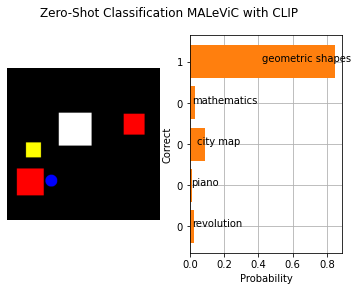 Zero-Shot Classification MALeViC with CLIP
1
geometric shapes
0
mathematics
0
city map
0
piano
0
revolution
Correct
0.0 0.2 0.4 0.6 0.8
Probability